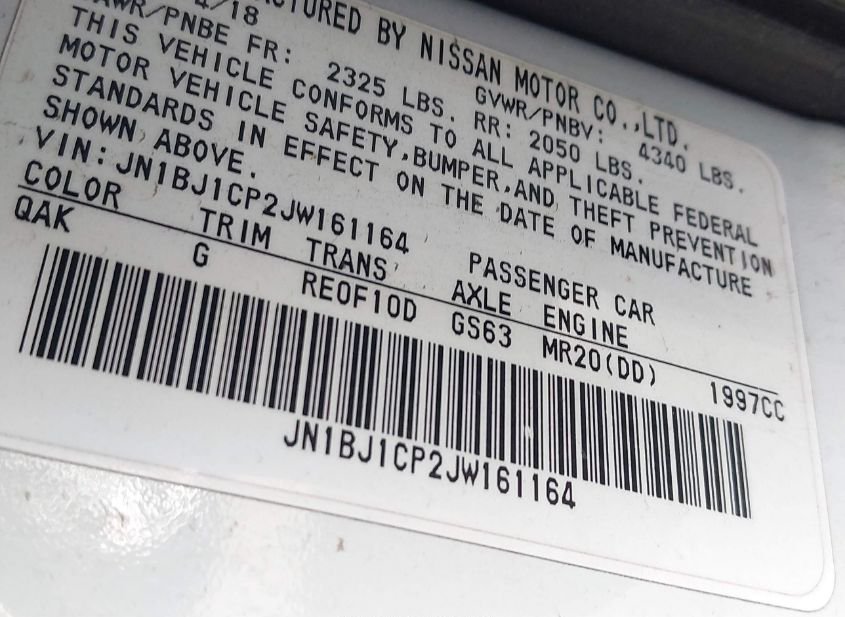 4/18
CTURED BY NISSAN MOTOR CO.,LTD.
GVWR/PNBV: 4340 LBS.
AWR/PNBE FR: 2325 LBS. RR: 2050 LBS.
THIS VEHICLE CONFORMS TO ALL APPLICABLE FEDERAL
MOTOR VEHICLE SAFETY,BUMPER,AND THEFT PREVENTION
STANDARDS IN EFFECT ON THE DATE OF MANUFACTURE
SHOWN ABOVE.
VIN: JN1BJ1CP2JW161164 PASSENGER CAR
COLOR TRIM TRANS AXLE ENGINE
QAK G RE0F10D GS63 MR20(DD) 1997CC
JN1BJ1CP2JW161164